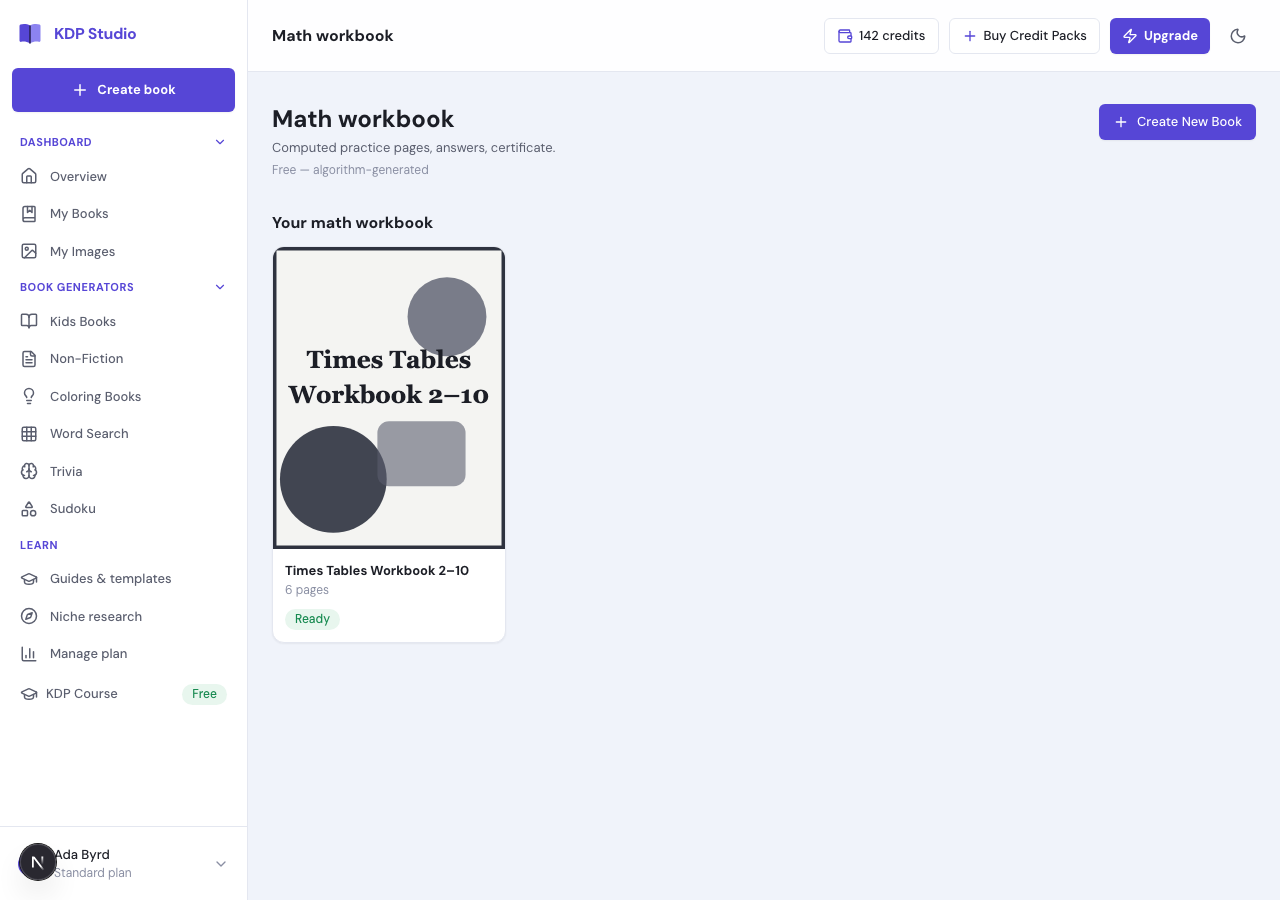 KDP Studio
Create book
DASHBOARD
Overview
My Books
My Images
BOOK GENERATORS
Kids Books
Non-Fiction
Coloring Books
Word Search
Trivia
Sudoku
LEARN
Guides & templates
Niche research
Manage plan
KDP Course
Free
N
Ada Byrd
Standard plan
Math workbook
142 credits
Buy Credit Packs
Upgrade
Math workbook
Computed practice pages, answers, certificate.
Free — algorithm-generated
Create New Book
Your math workbook
Times Tables
Workbook 2–10
Times Tables Workbook 2–10
6 pages
Ready